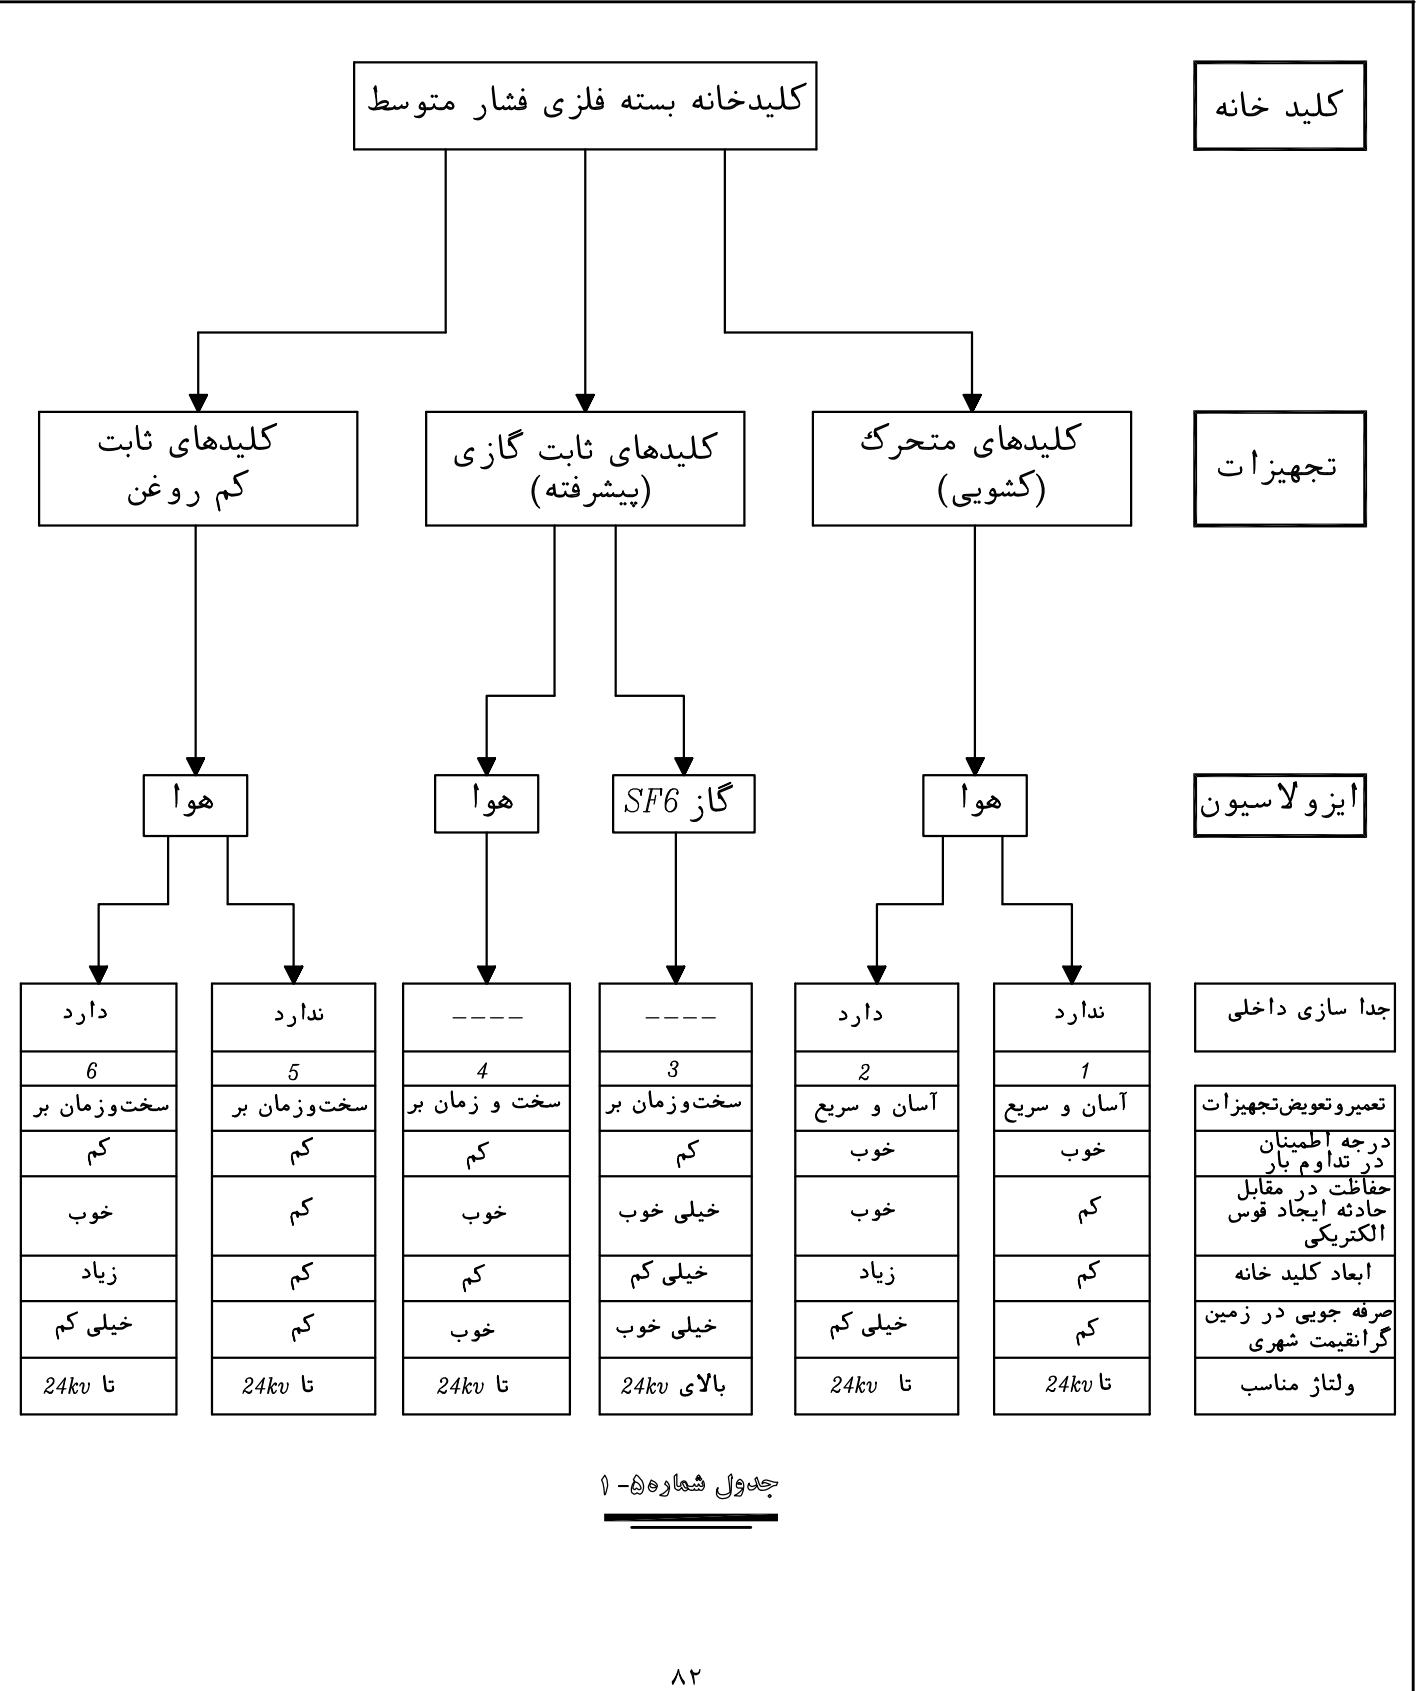 کلید خانه
کلیدخانه بسته فلزی فشار متوسط
تجهیزات
کلیدهای متحرک
(کشویی)
کلیدهای ثابت گازی
(پیشرفته)
کلیدهای ثابت
کم روغن
ایزولاسیون
هوا
گاز SF6
هوا
هوا
جدا سازی داخلی
ندارد
دارد
----
----
ندارد
دارد
1
2
3
4
5
6
تعمیروتعویض‌تجهیزات
آسان و سریع
آسان و سریع
سخت‌وزمان بر
سخت و زمان بر
سخت‌وزمان بر
سخت‌وزمان بر
درجه اطمینان
در تداوم بار
خوب
خوب
کم
کم
کم
کم
حفاظت در مقابل
حادثه ایجاد قوس
الکتریکی
کم
خوب
خیلی خوب
خوب
کم
خوب
ابعاد کلید خانه
کم
زیاد
خیلی کم
کم
کم
زیاد
صرفه جویی در زمین
گرانقیمت شهری
کم
خیلی کم
خیلی خوب
خوب
کم
خیلی کم
ولتاژ مناسب
تا 24kv
تا 24kv
بالای 24kv
تا 24kv
تا 24kv
تا 24kv
جدول شماره ۵-۱
۸۲